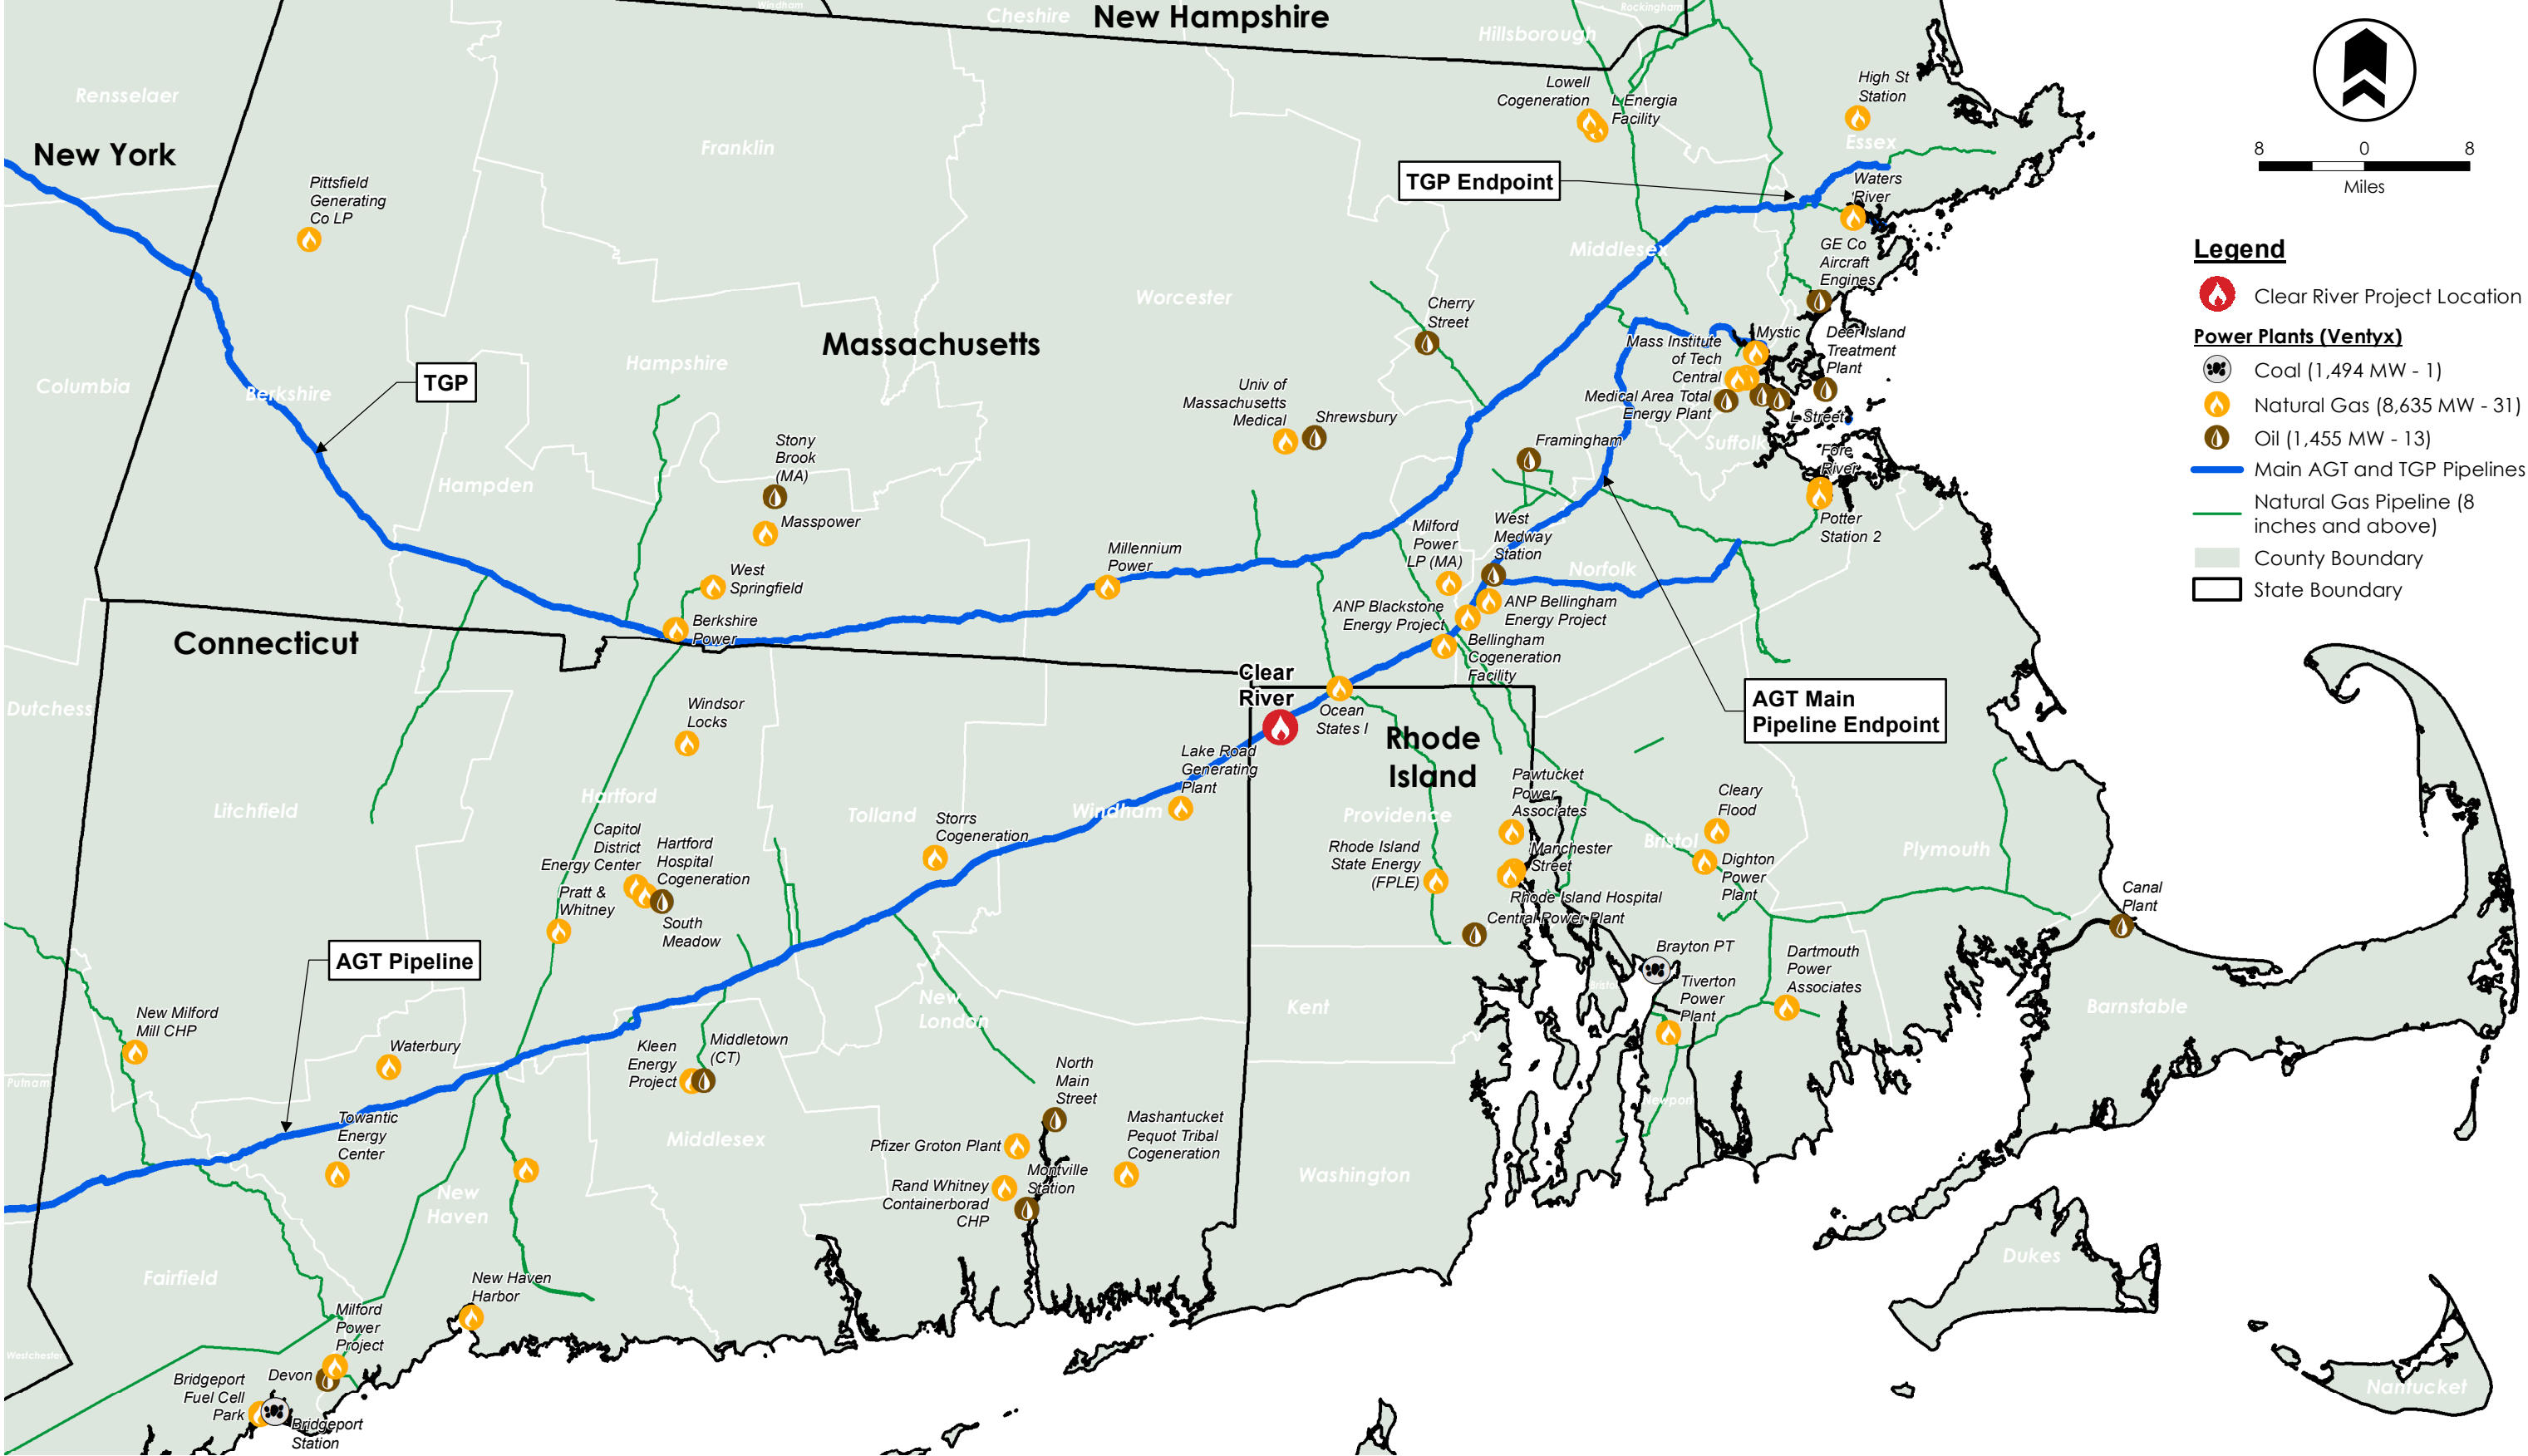 Windham
Cheshire
New Hampshire
Hillsborough
Rockingham
Rensselaer
New York
Franklin
Lowell
Cogeneration
L'Energia
Facility
High St
Station
Essex
8
0
8
Miles
Pittsfield
Generating
Co LP
TGP Endpoint
Waters
River
Legend
Clear River Project Location
Power Plants (Ventyx)
Coal (1,494 MW - 1)
Natural Gas (8,635 MW - 31)
Oil (1,455 MW - 13)
Main AGT and TGP Pipelines
Natural Gas Pipeline (8
inches and above)
County Boundary
State Boundary
Middlesex
GE Co
Aircraft
Engines
Worcester
Cherry
Street
Massachusetts
Mass Institute
of Tech
Central
Mystic
Deer Island
Treatment
Plant
Medical Area Total
Energy Plant
L Street
Suffolk
Fore
River
Potter
Station 2
Columbia
Berkshire
TGP
Hampshire
Hampden
Univ of
Massachusetts
Medical
Shrewsbury
Framingham
Stony
Brook
(MA)
Masspower
West
Springfield
Berkshire
Power
Millennium
Power
Milford
Power
LP (MA)
West
Medway
Station
Norfolk
ANP Blackstone
Energy Project
ANP Bellingham
Energy Project
Bellingham
Cogeneration
Facility
AGT Main
Pipeline Endpoint
Connecticut
Dutchess
Clear
River
Ocean
States I
Rhode
Island
Windsor
Locks
Lake Road
Generating
Plant
Litchfield
Hartford
Tolland
Windham
Storrs
Cogeneration
Providence
Pawtucket
Power
Associates
Cleary
Flood
Bristol
Plymouth
Capitol
District
Energy Center
Hartford
Hospital
Cogeneration
Pratt &
Whitney
South
Meadow
Rhode Island
State Energy
(FPLE)
Manchester
Street
Rhode Island Hospital
Central Power Plant
Dighton
Power
Plant
Canal
Plant
AGT Pipeline
Brayton PT
Bristol
Tiverton
Power
Plant
Dartmouth
Power
Associates
Barnstable
New Milford
Mill CHP
Waterbury
Kleen
Energy
Project
Middletown
(CT)
New
London
Kent
Putnam
Towantic
Energy
Center
Middlesex
North
Main
Street
Pfizer Groton Plant
Mashantucket
Pequot Tribal
Cogeneration
Rand Whitney
Containerborad
CHP
Montville
Station
Washington
Newport
New
Haven
Fairfield
New Haven
Harbor
Dukes
Nantucket
Westchester
Milford
Power
Project
Devon
Bridgeport
Fuel Cell
Park
Bridgeport
Station